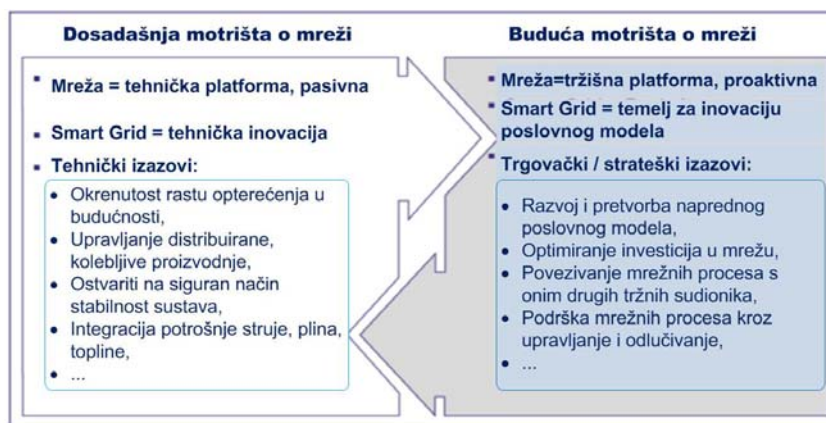 Dosadašnja motrišta o mreži
Mreža = tehnička platforma, pasivna
Smart Grid = tehnička inovacija
Tehnički izazovi:
Okrenutost rastu opterećenja u
budućnosti,
Upravljanje distribuirane,
kolebljive proizvodnje,
Ostvariti na siguran način
stabilnost sustava,
Integracija potrošnje struje, plina,
topline,
...
Buduća motrišta o mreži
Mreža=tržišna platforma, proaktivna
Smart Grid = temelj za inovaciju
poslovnog modela
Trgovački / strateški izazovi:
Razvoj i pretvorba naprednog
poslovnog modela,
Optimiranje investicija u mrežu,
Povezivanje mrežnih procesa s
onim drugih tržnih sudionika,
Podrška mrežnih procesa kroz
upravljanje i odlučivanje,
...